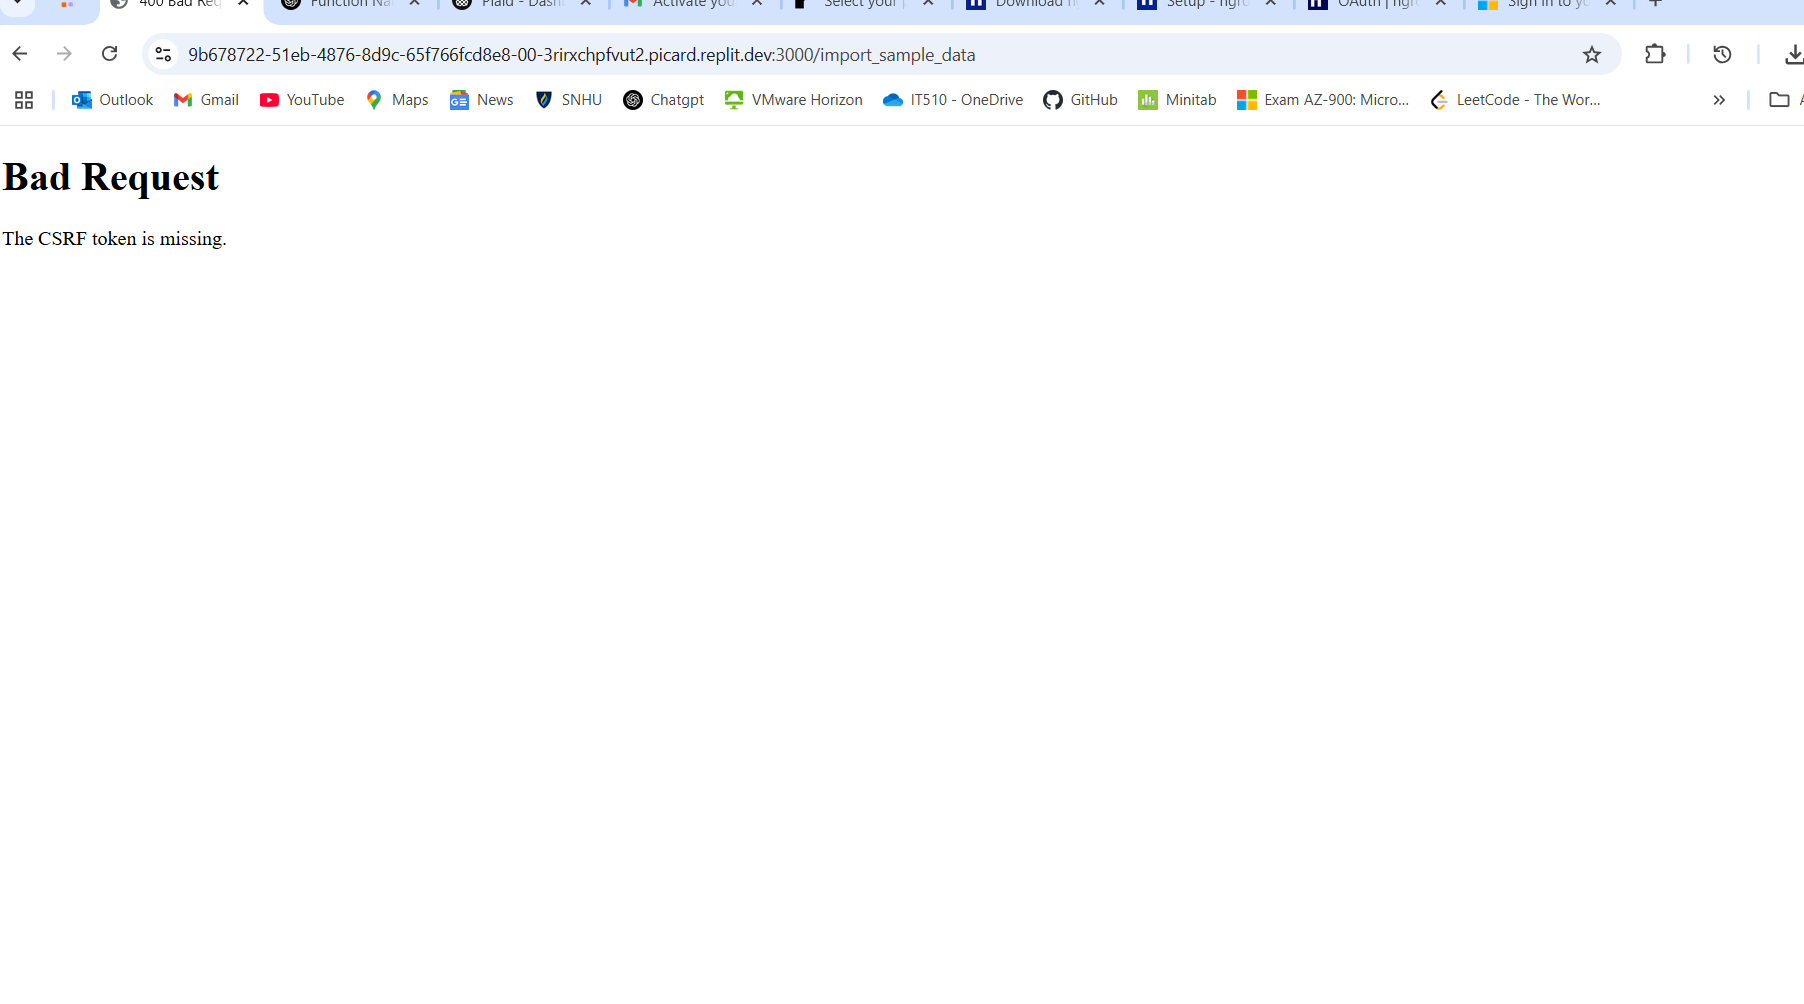 400 Bad Req
Function Na
Plaid - Dash
Activate you
Select your p
Download n
Setup - ngro
OAuth | ngro
Sign in to yo
9b678722-51eb-4876-8d9c-65f766fcd8e8-00-3rirxchpfvut2.picard.replit.dev:3000/import_sample_data
Outlook Gmail YouTube Maps News SNHU Chatgpt VMware Horizon IT510 - OneDrive GitHub Minitab Exam AZ-900: Micro... LeetCode - The Wor... »
Bad Request
The CSRF token is missing.